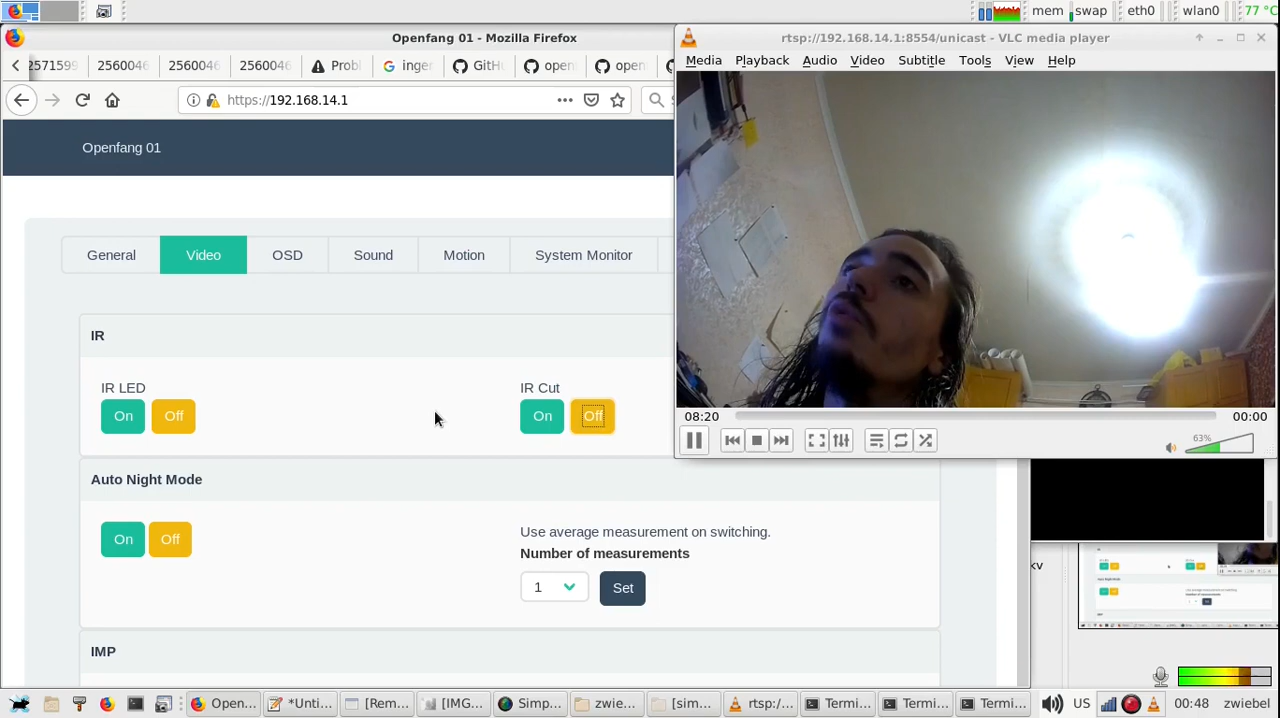 mem swap eth0 wlan0 77 °C
Openfang 01 - Mozilla Firefox
rtsp://192.168.14.1:8554/unicast - VLC media player
2571599 2560046 2560046 2560046 Probl G inge GitH open open
Media Playback Audio Video Subtitle Tools View Help
https://192.168.14.1
Openfang 01
General Video OSD Sound Motion System Monitor
IR
IR LED IR Cut
On Off On Off
08:20 00:00
63%
Auto Night Mode
On Off
Use average measurement on switching.
Number of measurements
1 Set
kv
IMP
Open... *Unti... [Rem... [IMG... Simp... zwie... [sim... rtsp:/... Termi... Termi... Termi... US 00:48 zwiebel